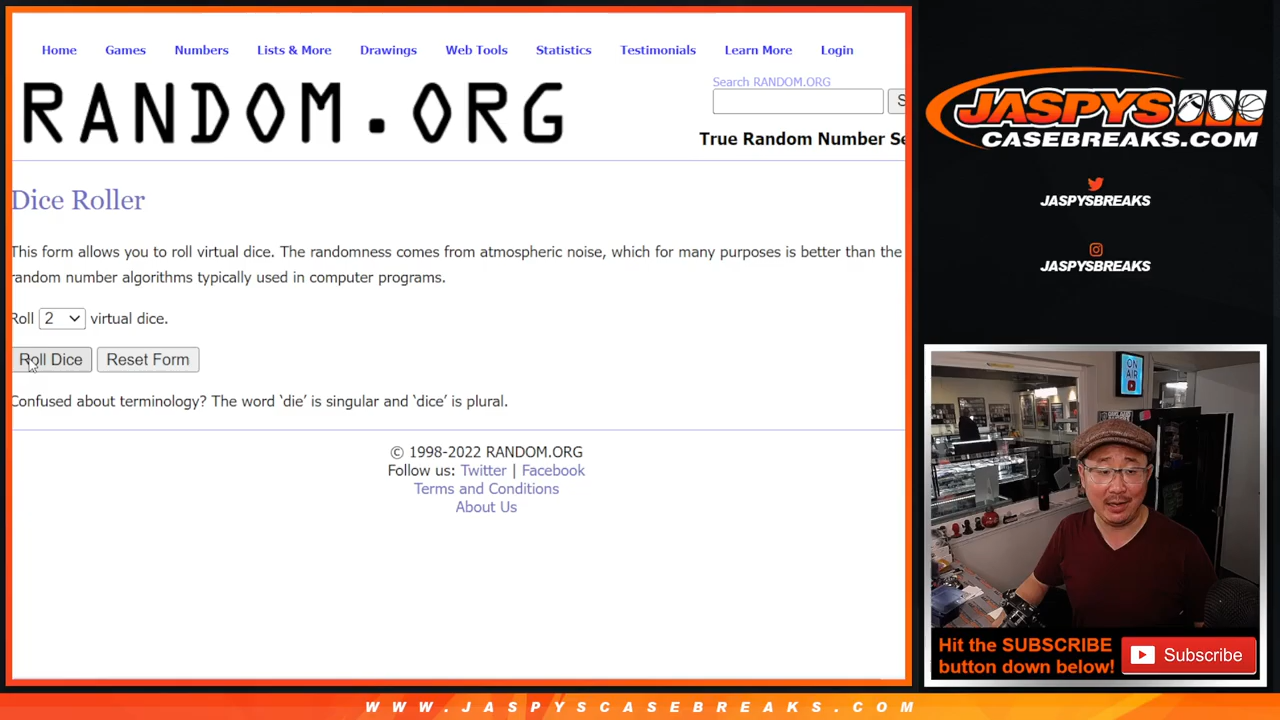 Home Games Numbers Lists & More Drawings Web Tools Statistics Testimonials Learn More Login
RANDOM.ORG
Search RANDOM.ORG
S
True Random Number Se
Dice Roller
This form allows you to roll virtual dice. The randomness comes from atmospheric noise, which for many purposes is better than the
random number algorithms typically used in computer programs.
Roll 2 virtual dice.
Roll Dice Reset Form
Confused about terminology? The word ‘die’ is singular and ‘dice’ is plural.
© 1998-2022 RANDOM.ORG
Follow us: Twitter | Facebook
Terms and Conditions
About Us
JASPYS
CASEBREAKS.COM
JASPYSBREAKS
JASPYSBREAKS
ON
AIR
Hit the SUBSCRIBE
button down below!
Subscribe
WWW.JASPYSCASEBREAKS.COM